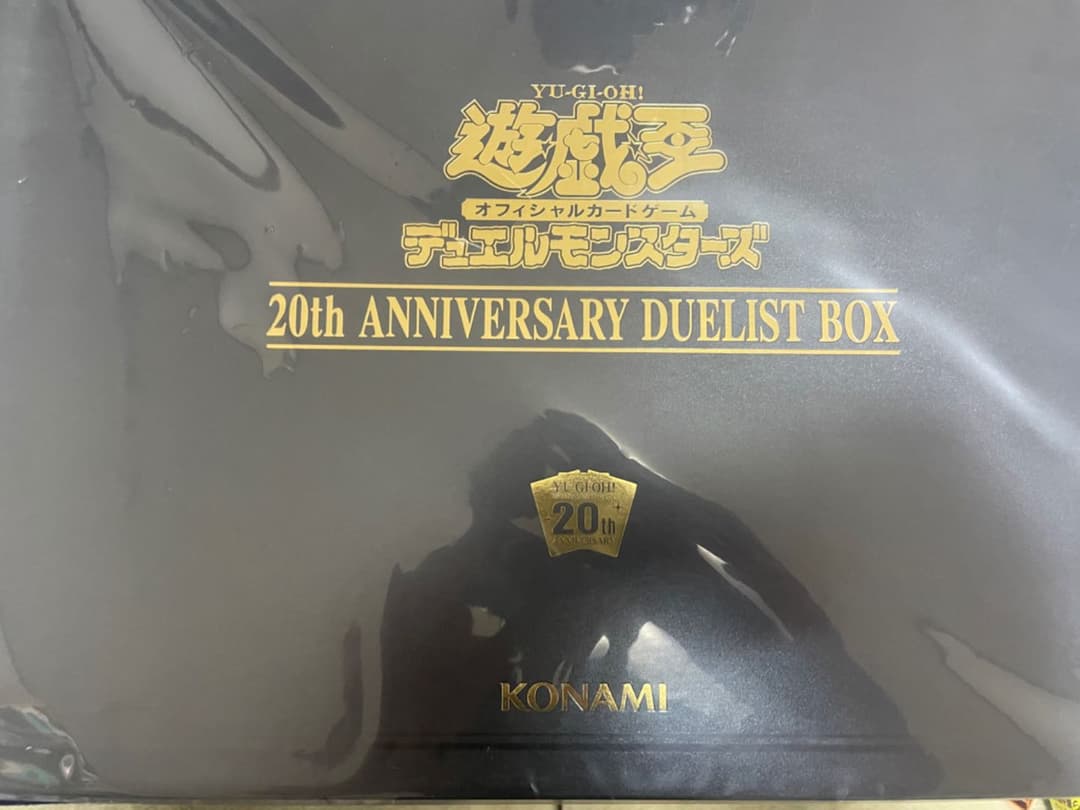 YU-GI-OH!
遊☆戯☆王
オフィシャルカードゲーム
デュエルモンスターズ
20th ANNIVERSARY DUELIST BOX
YU-GI-OH!
20th
ANNIVERSARY
KONAMI